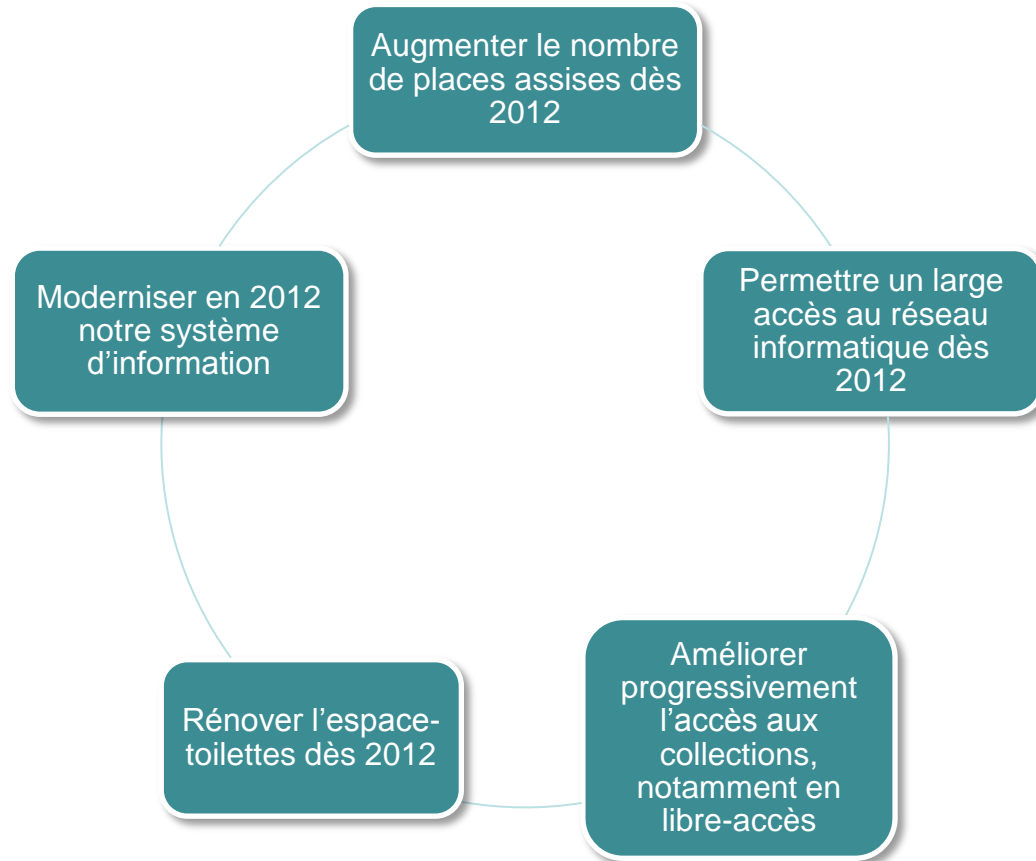 Augmenter le nombre
de places assises dès
2012
Permettre un large
accès au réseau
informatique dès
2012
Améliorer
progressivement
l’accès aux
collections,
notamment en
libre-accès
Rénover l’espace-
toilettes dès 2012
Moderniser en 2012
notre système
d’information